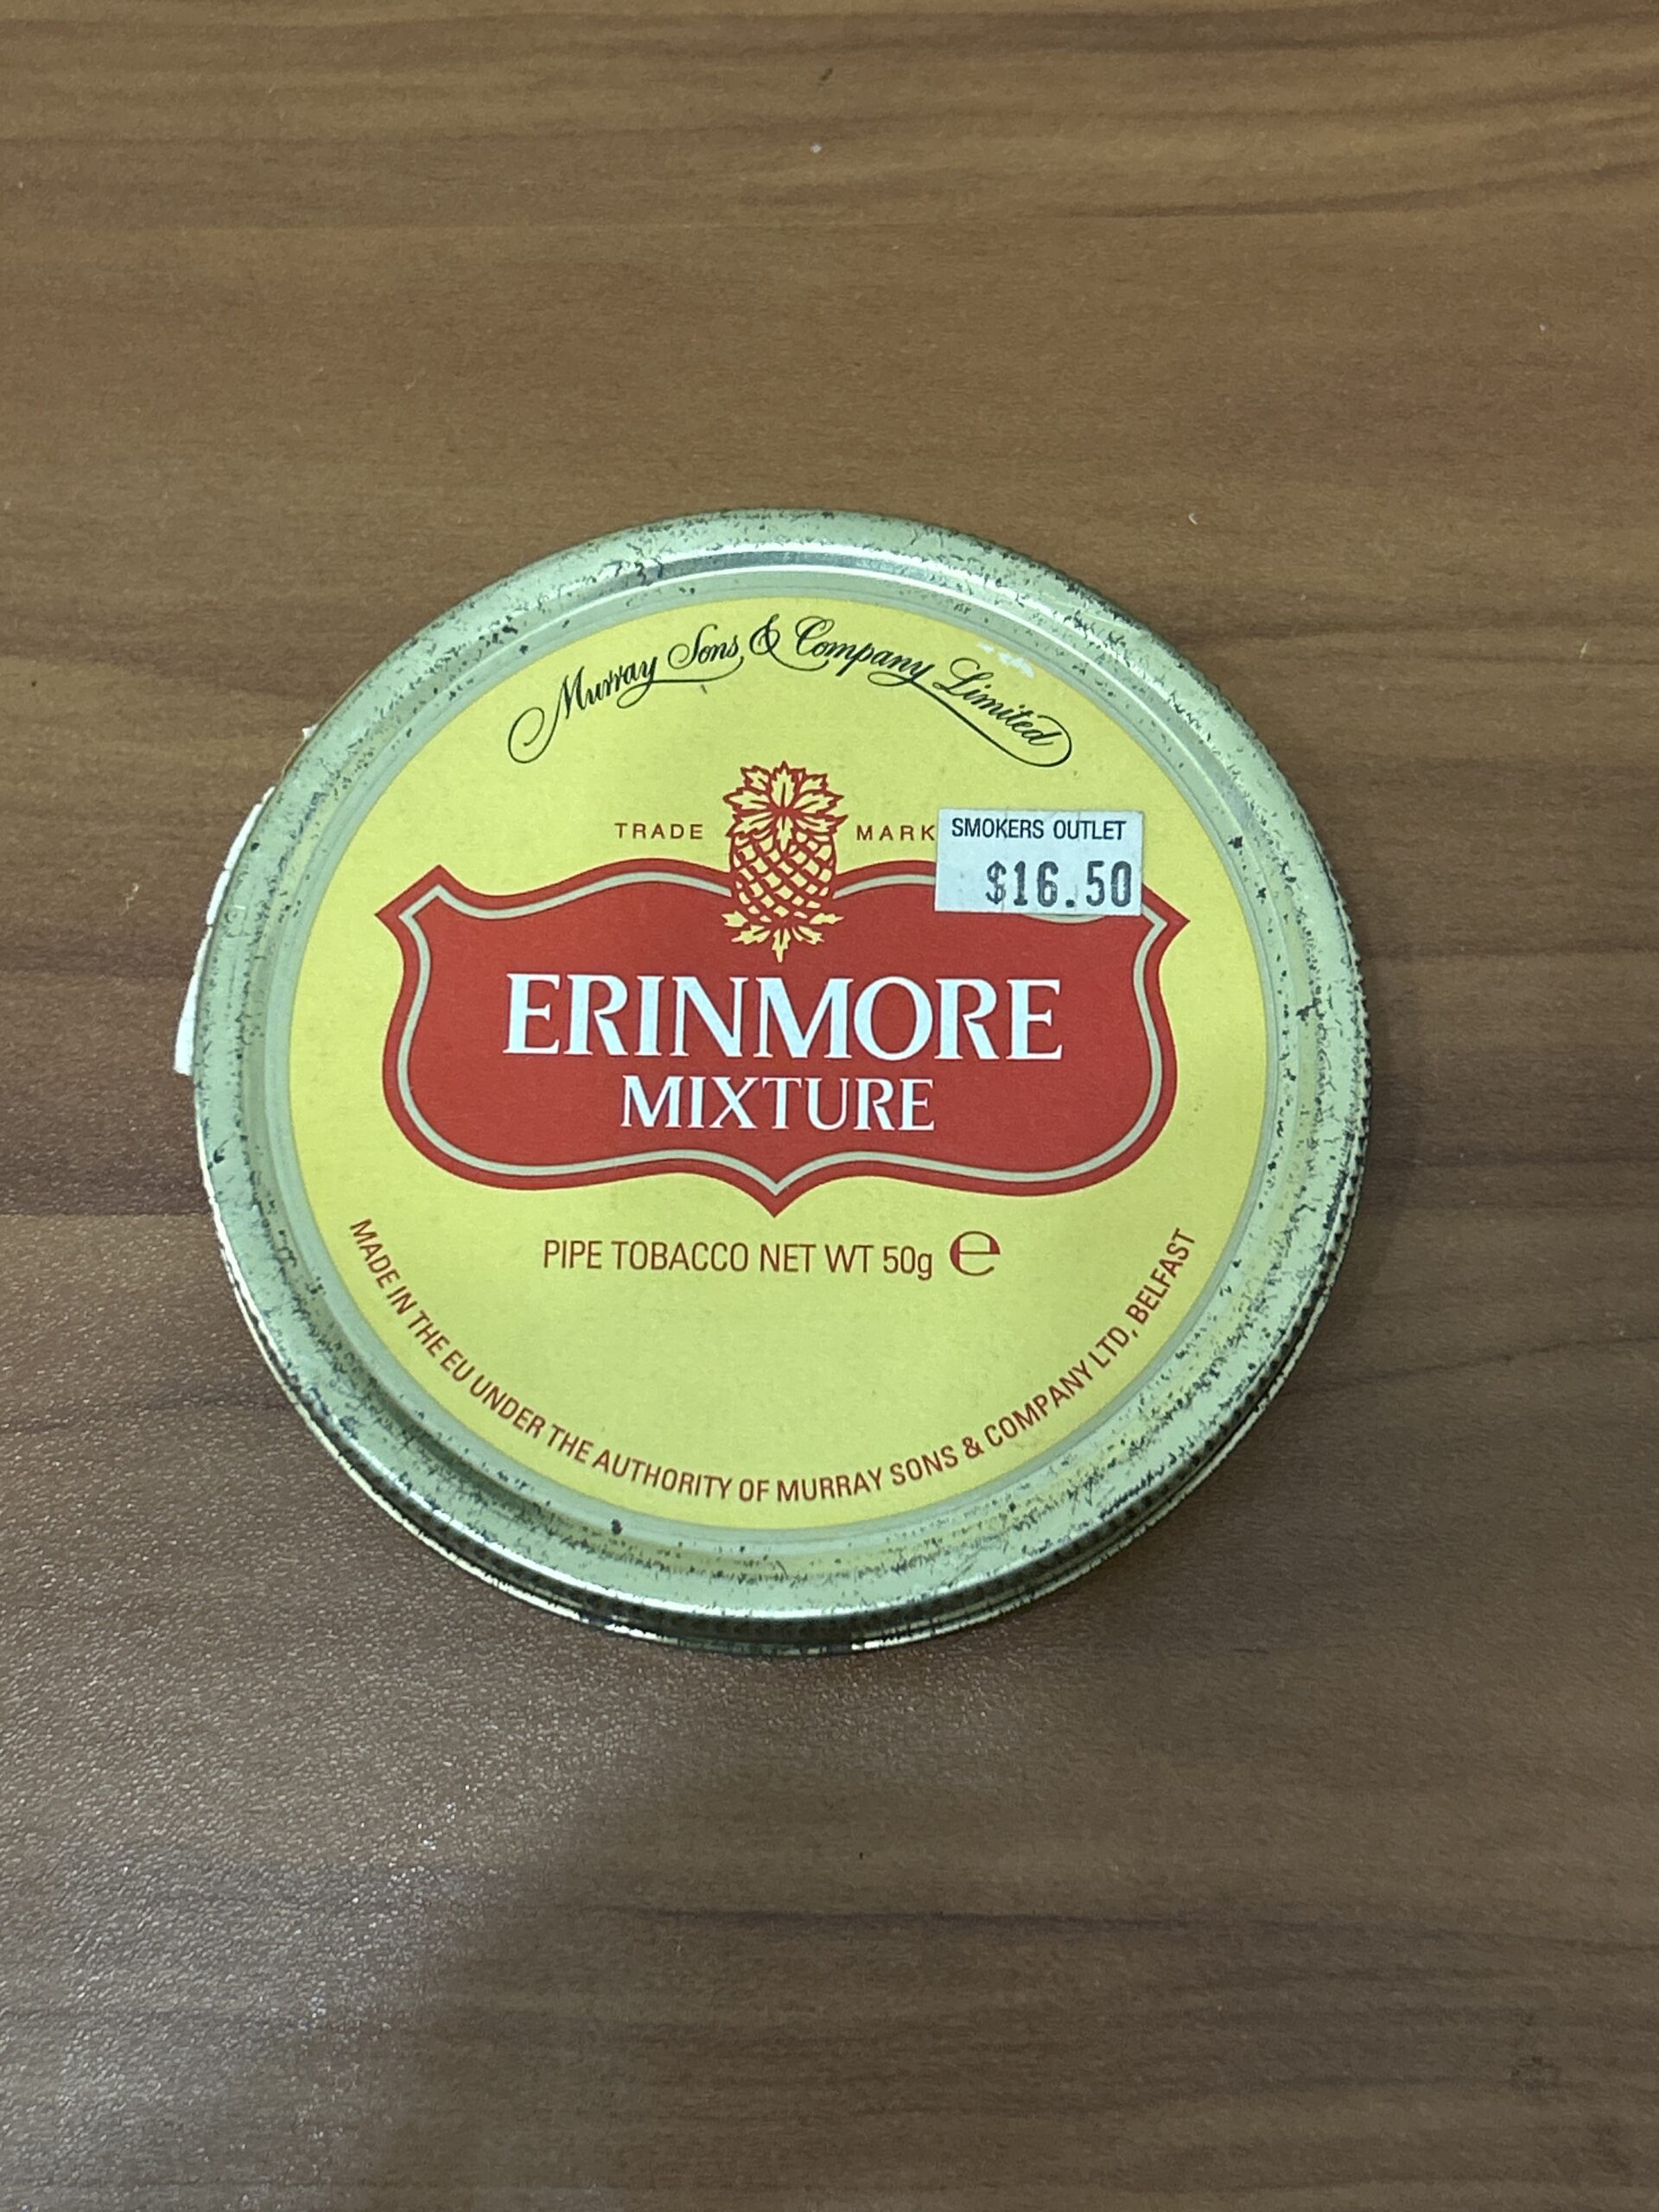 Murray Sons & Company Limited
TRADE MARK
SMOKERS OUTLET
$16.50
ERINMORE
MIXTURE
PIPE TOBACCO NET WT 50g e
MADE IN THE EU UNDER THE AUTHORITY OF MURRAY SONS & COMPANY LTD, BELFAST